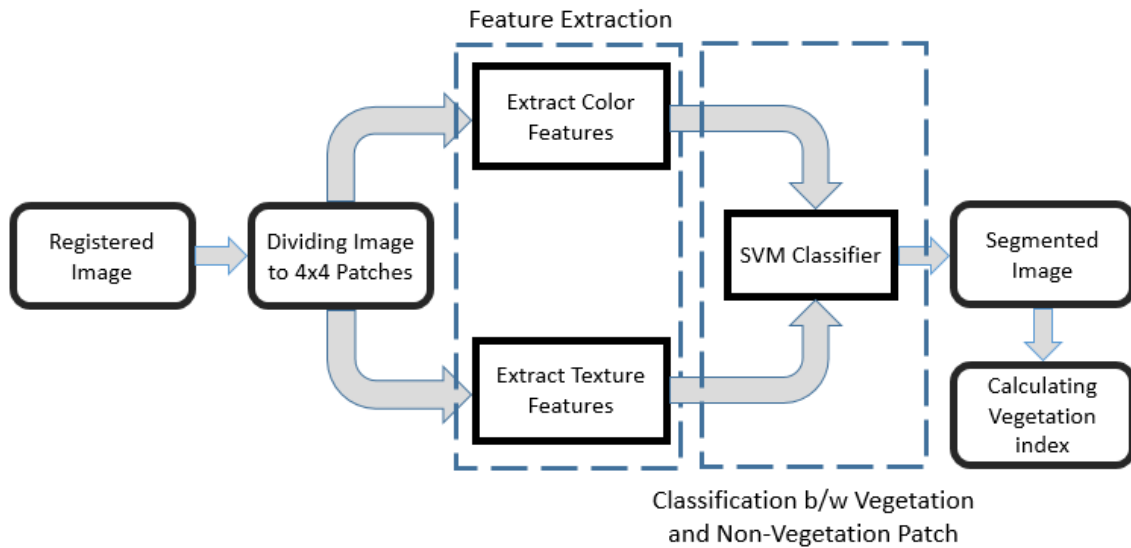 Feature Extraction
Extract Color
Features
Registered
Image
Dividing Image
to 4x4 Patches
SVM Classifier
Segmented
Image
Extract Texture
Features
Calculating
Vegetation
index
Classification b/w Vegetation
and Non-Vegetation Patch